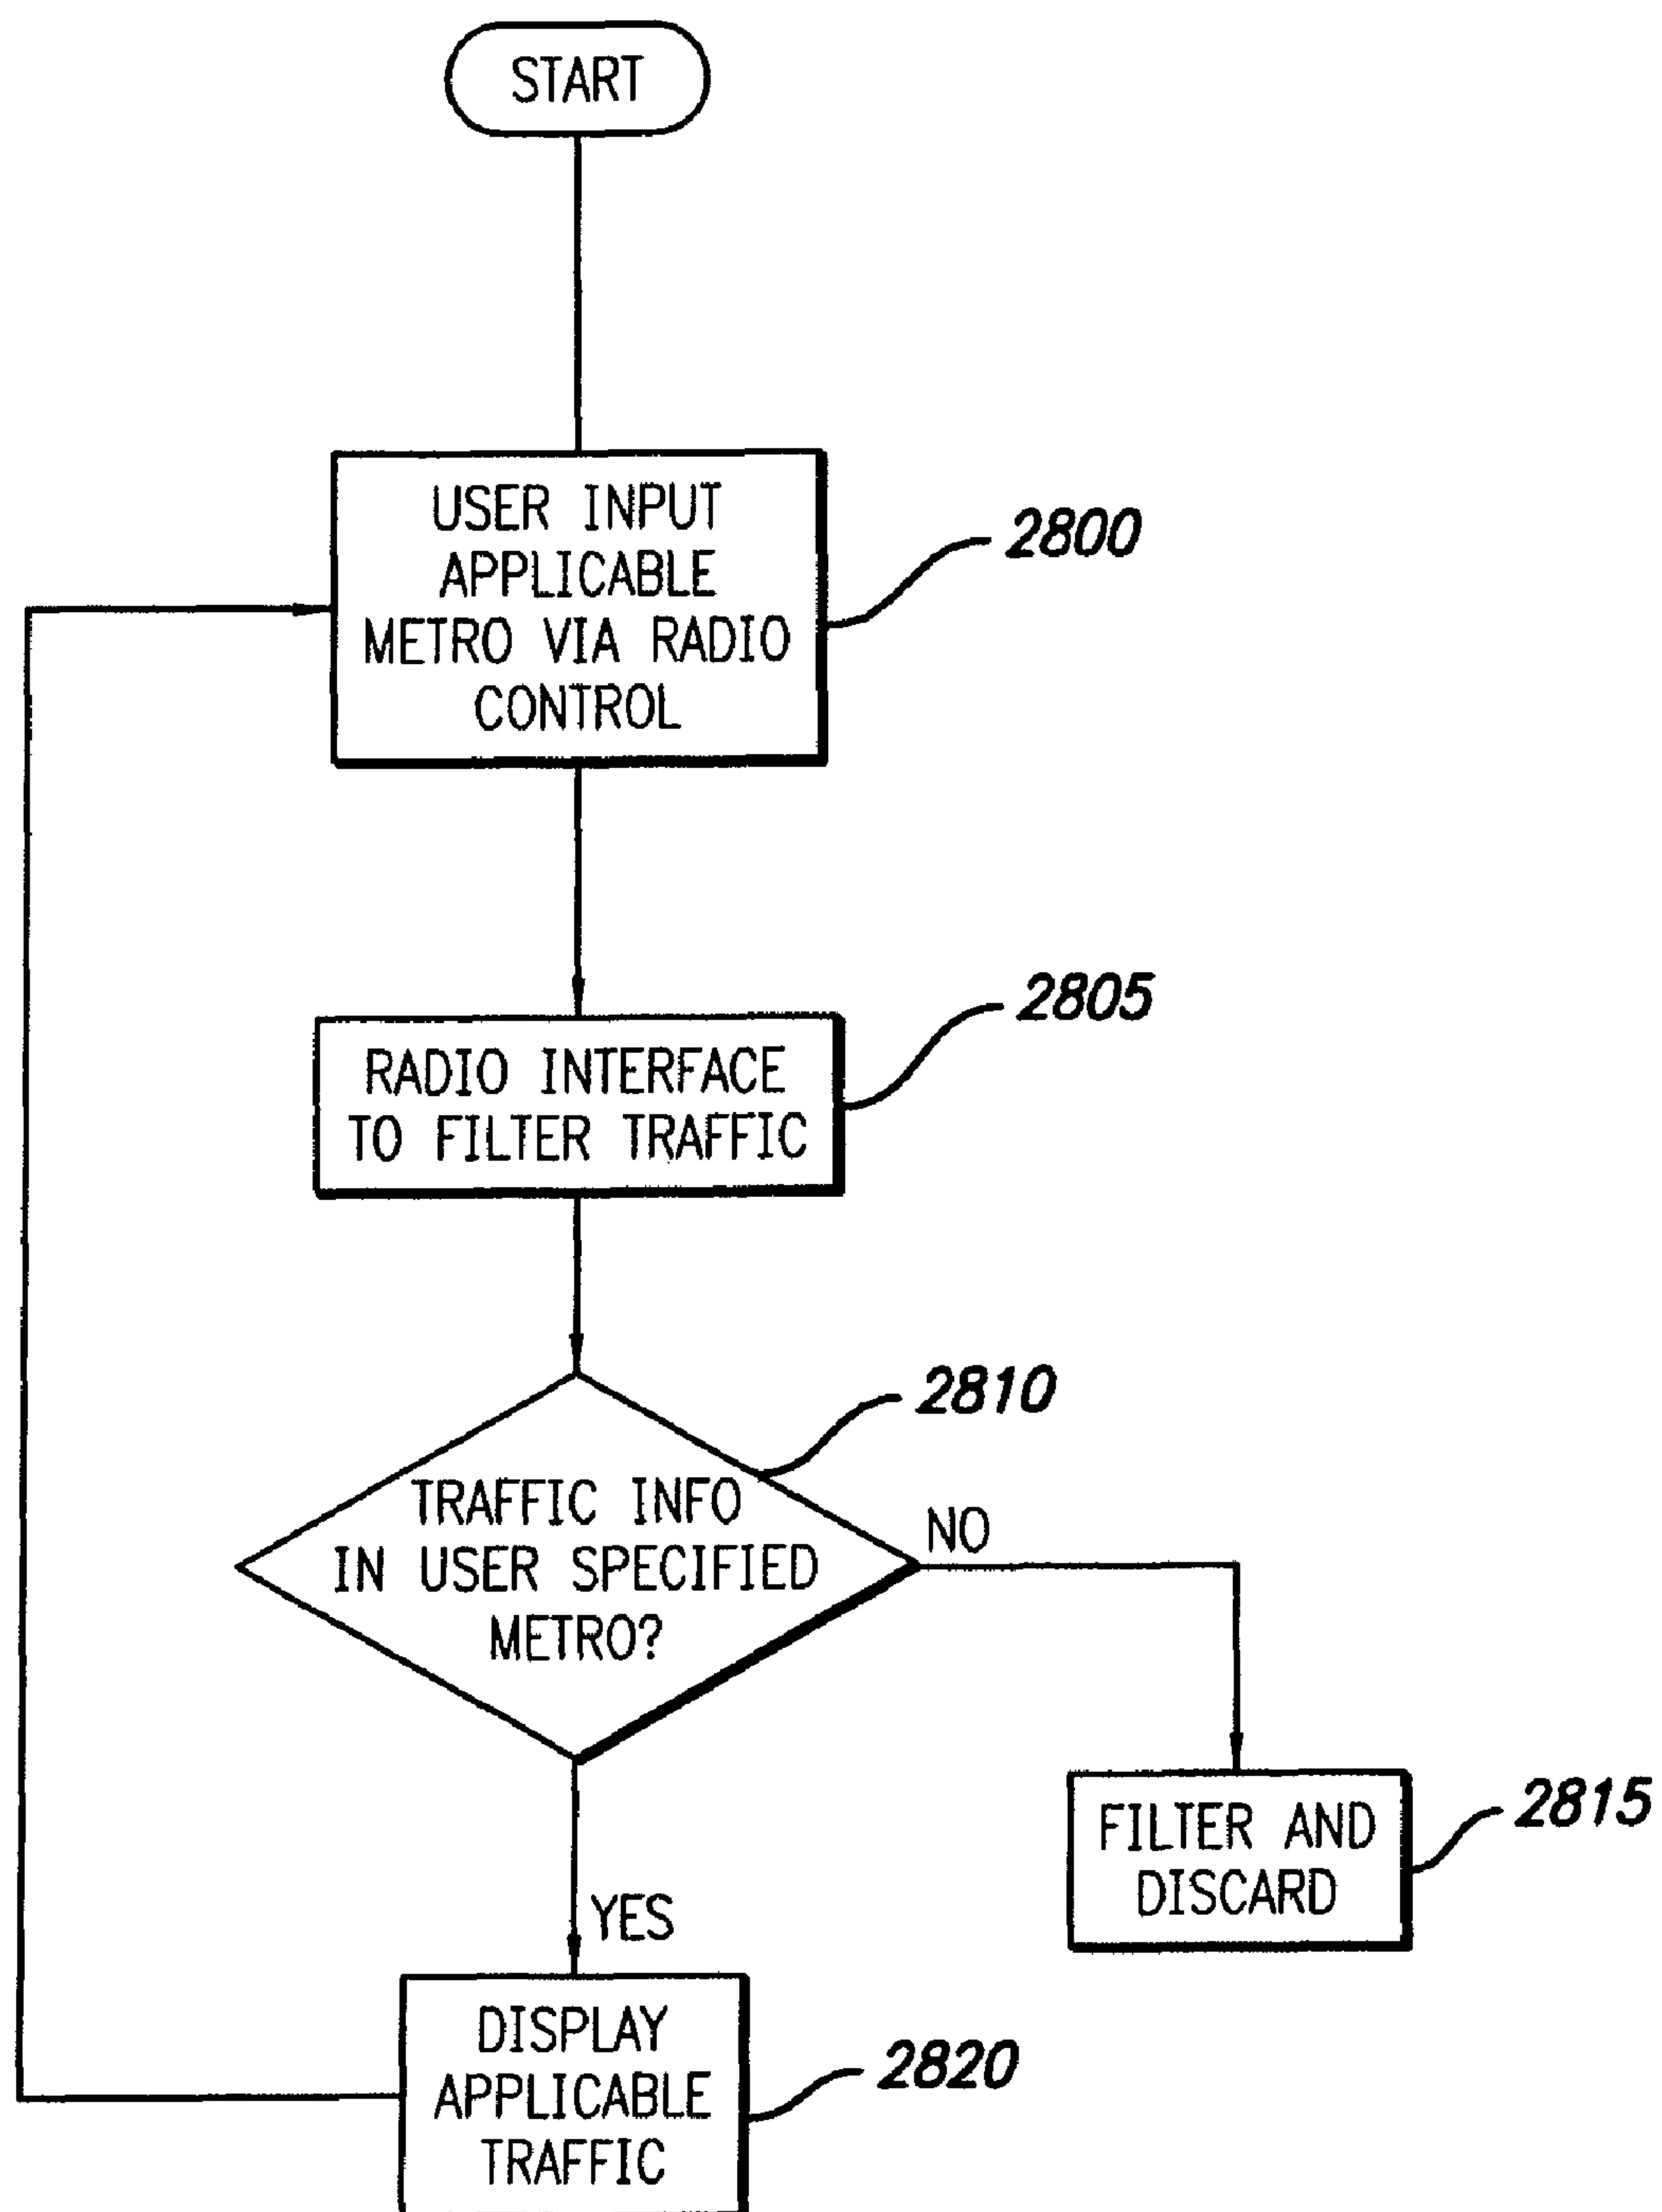 START
USER INPUT
APPLICABLE
METRO VIA RADIO
CONTROL
2800
RADIO INTERFACE
TO FILTER TRAFFIC
2805
2810
TRAFFIC INFO
IN USER SPECIFIED
METRO?
NO
FILTER AND
DISCARD
2815
YES
DISPLAY
APPLICABLE
TRAFFIC
2820